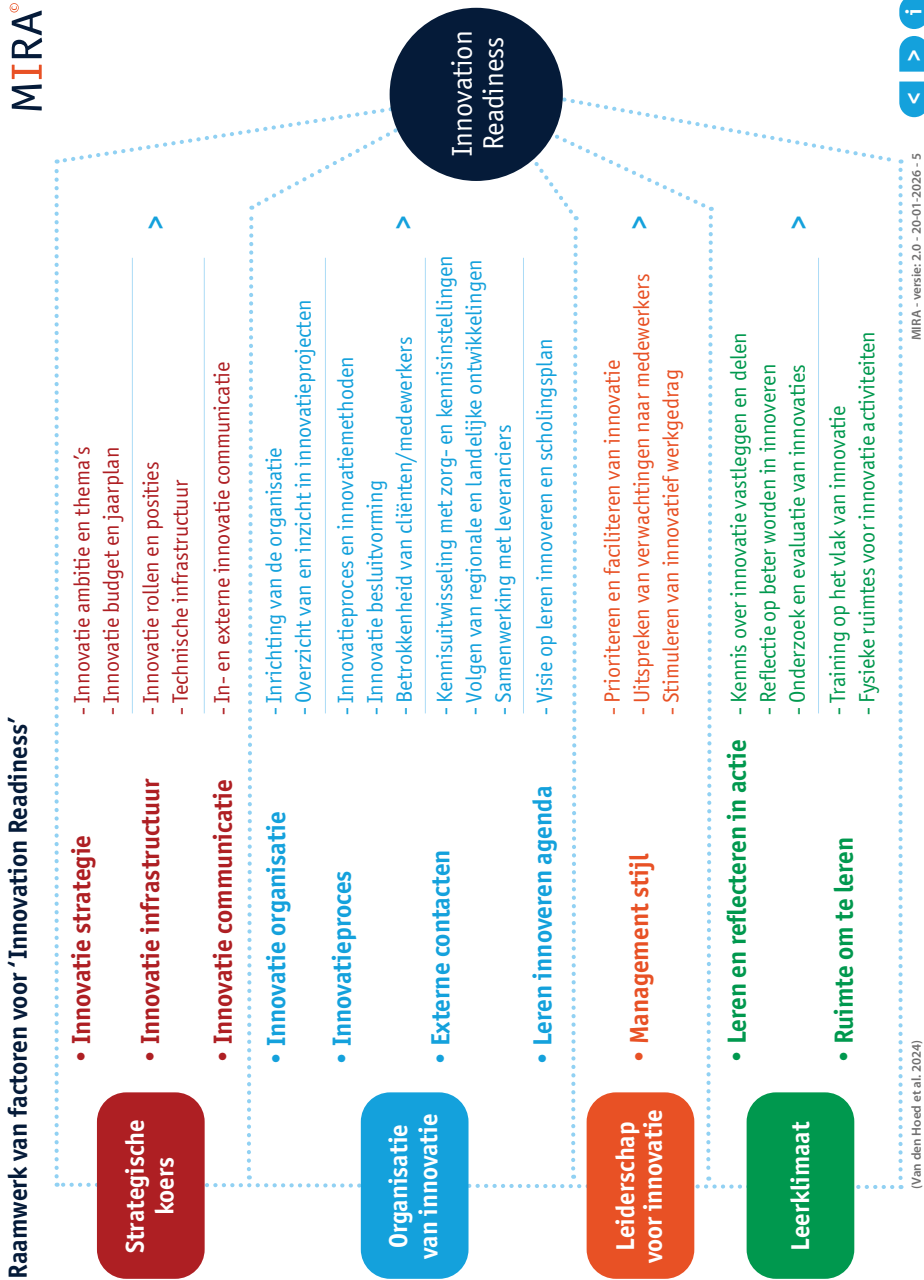 Raamwerk van factoren voor ‘Innovation Readiness’
MIRA©
Strategische
koers
• Innovatie strategie
- Innovatie ambitie en thema’s
- Innovatie budget en jaarplan
• Innovatie infrastructuur
- Innovatie rollen en posities
- Technische infrastructuur
• Innovatie communicatie
- In- en externe innovatie communicatie
>
Organisatie
van innovatie
• Innovatie organisatie
- Inrichting van de organisatie
- Overzicht van en inzicht in innovatieprojecten
• Innovatieproces
- Innovatieproces en innovatiemethoden
- Innovatie besluitvorming
- Betrokkenheid van cliënten/medewerkers
• Externe contacten
- Kennisuitwisseling met zorg- en kennisinstellingen
- Volgen van regionale en landelijke ontwikkelingen
- Samenwerking met leveranciers
• Leren innoveren agenda
- Visie op leren innoveren en scholingsplan
>
Leiderschap
voor innovatie
• Management stijl
- Prioriteren en faciliteren van innovatie
- Uitspreken van verwachtingen naar medewerkers
- Stimuleren van innovatief werkgedrag
>
Leerklimaat
• Leren en reflecteren in actie
- Kennis over innovatie vastleggen en delen
- Reflectie op beter worden in innoveren
- Onderzoek en evaluatie van innovaties
• Ruimte om te leren
- Training op het vlak van innovatie
- Fysieke ruimtes voor innovatie activiteiten
>
Innovation
Readiness
(Van den Hoed et al. 2024)
MIRA - versie: 2.0 - 20-01-2026 - 5
< > i